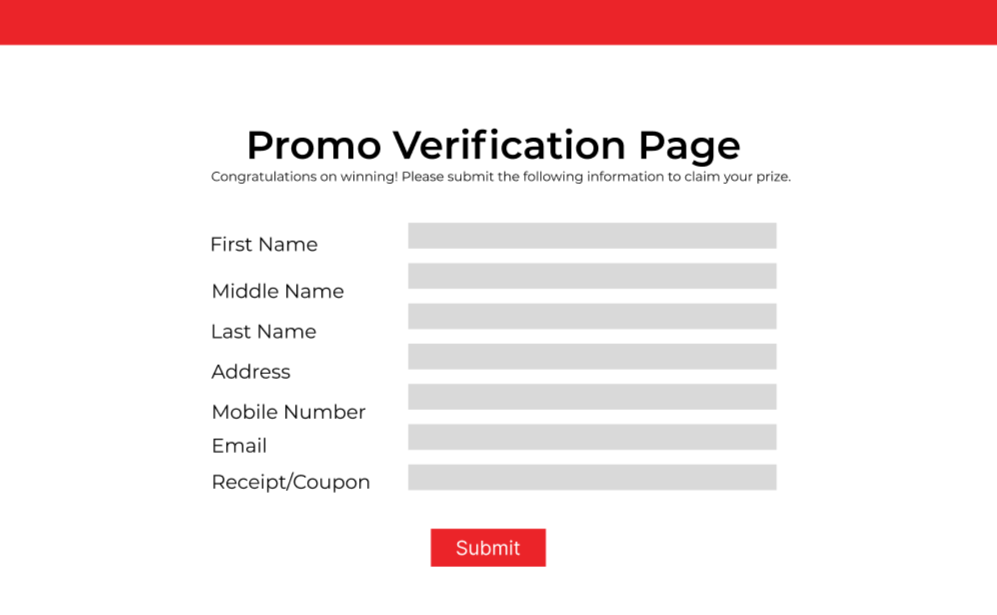 Promo Verification Page
Congratulations on winning! Please submit the following information to claim your prize.
First Name
Middle Name
Last Name
Address
Mobile Number
Email
Receipt/Coupon
Submit